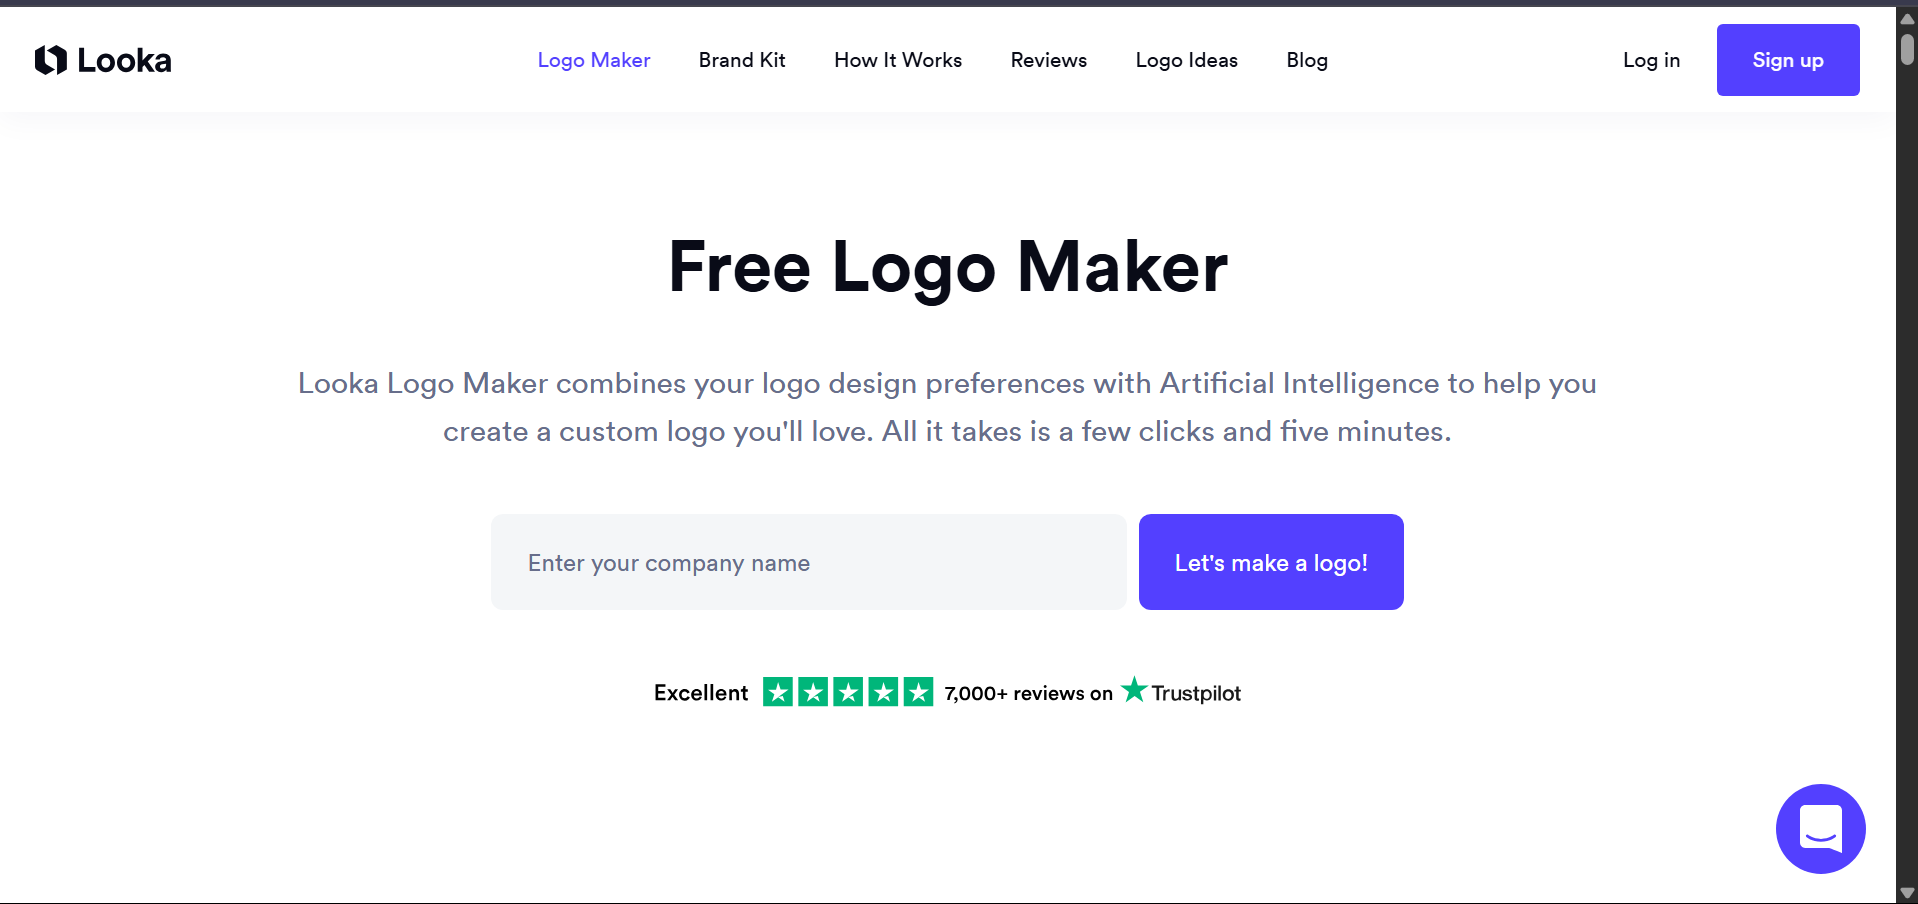 Looka
Logo Maker
Brand Kit
How It Works
Reviews
Logo Ideas
Blog
Log in
Sign up
Free Logo Maker
Looka Logo Maker combines your logo design preferences with Artificial Intelligence to help you
create a custom logo you'll love. All it takes is a few clicks and five minutes.
Enter your company name
Let's make a logo!
Excellent 7,000+ reviews on Trustpilot